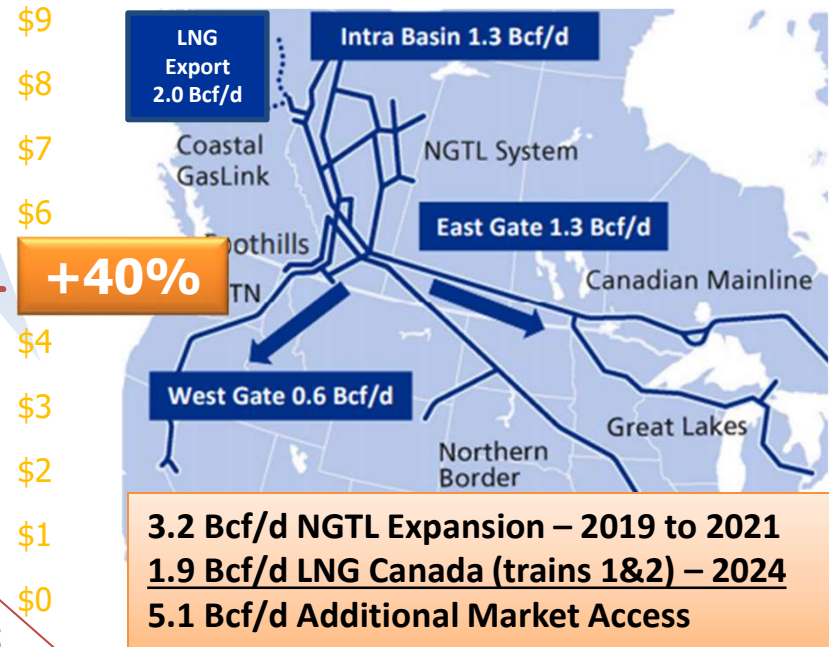 $9
$8
$7
$6
$4
$3
$2
$1
$0
LNG
Export
2.0 Bcf/d
Intra Basin 1.3 Bcf/d
Coastal
GasLink
NGTL System
East Gate 1.3 Bcf/d
+40%
Canadian Mainline
West Gate 0.6 Bcf/d
Great Lakes
Northern
Border
3.2 Bcf/d NGTL Expansion – 2019 to 2021
1.9 Bcf/d LNG Canada (trains 1&2) – 2024
5.1 Bcf/d Additional Market Access